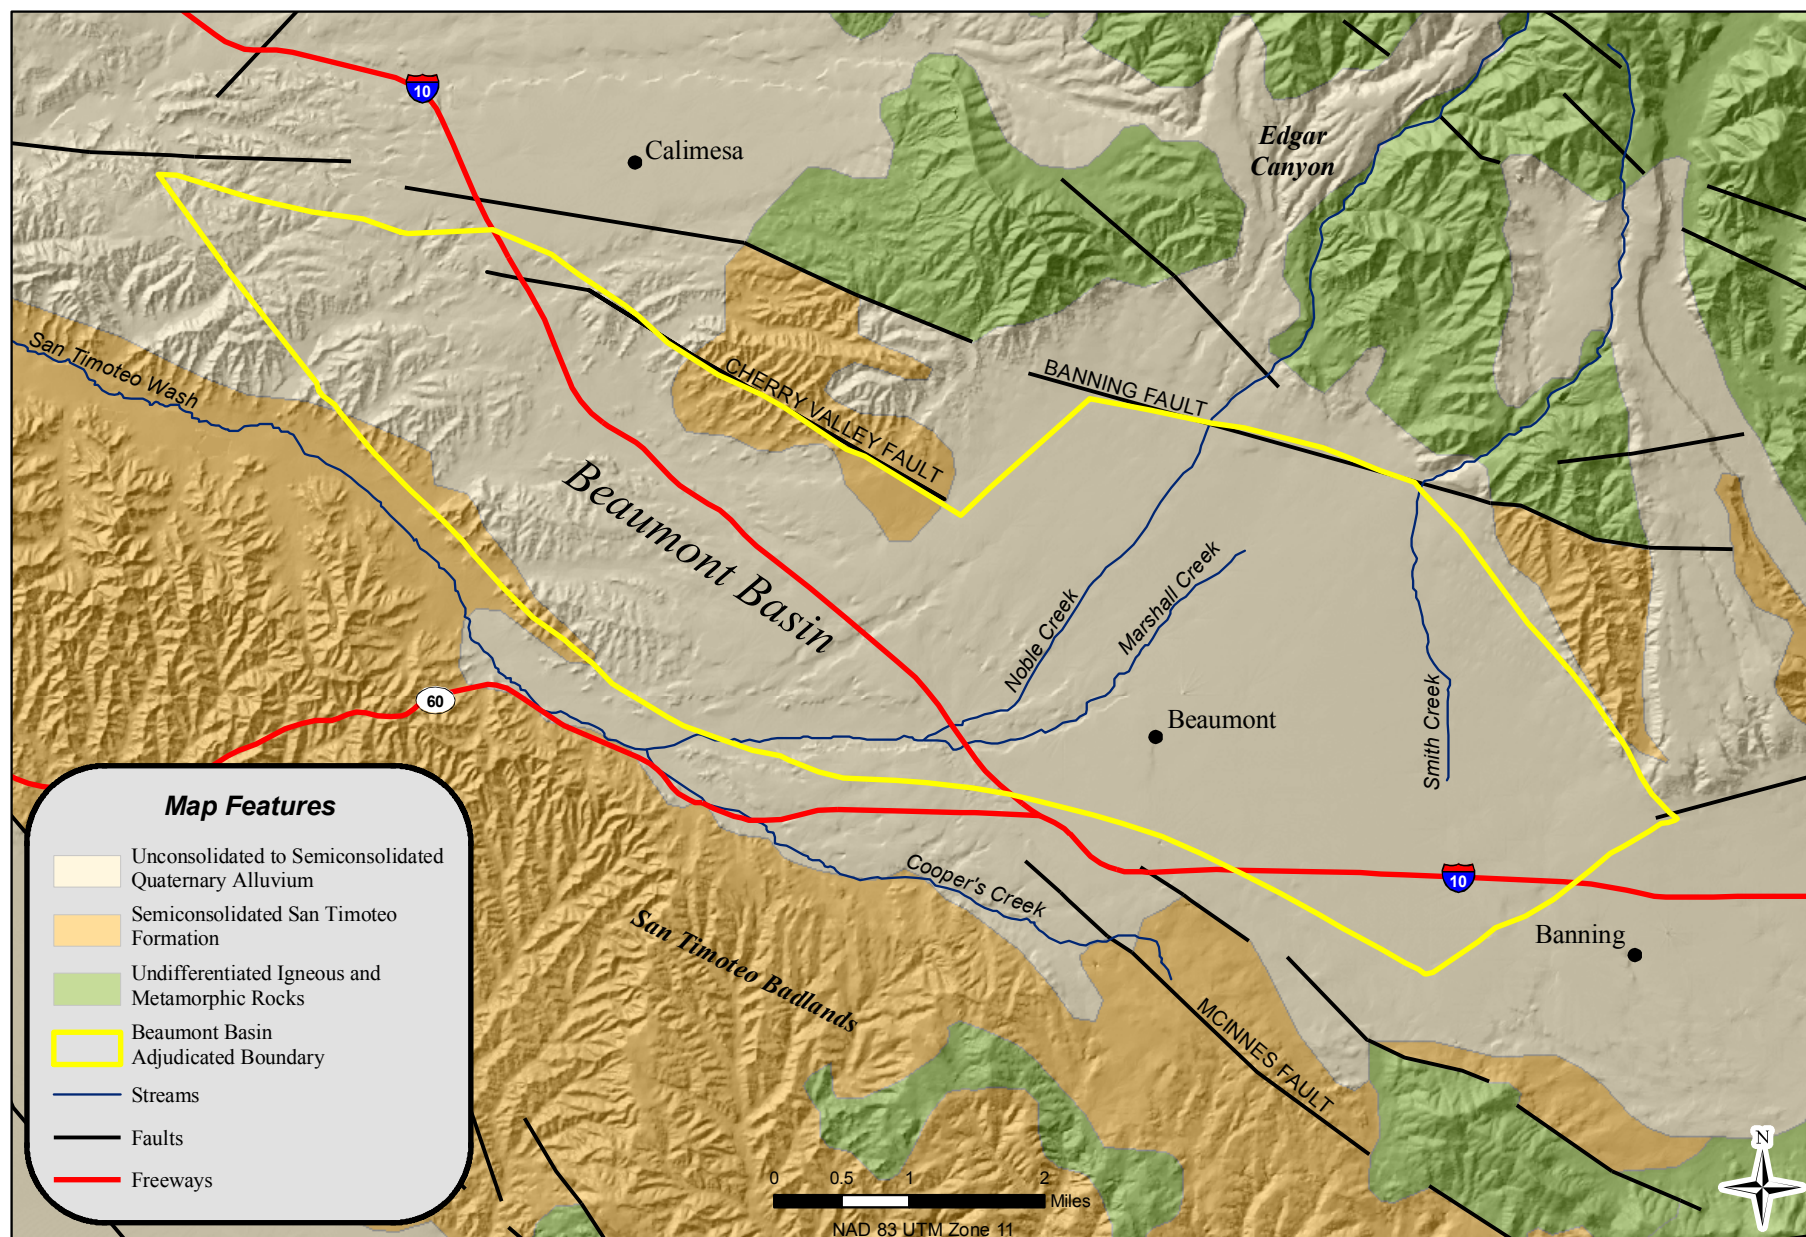 10
Calimesa
Edgar
Canyon
San Timoteo Wash
CHERRY VALLEY FAULT
BANNING FAULT
Beaumont Basin
Noble Creek
Marshall Creek
Smith Creek
Beaumont
60
10
Banning
Cooper's Creek
San Timoteo Badlands
MCINNES FAULT
Map Features
Unconsolidated to Semiconsolidated
Quaternary Alluvium
Semiconsolidated San Timoteo
Formation
Undifferentiated Igneous and
Metamorphic Rocks
Beaumont Basin
Adjudicated Boundary
Streams
Faults
Freeways
0 0.5 1 2
Miles
NAD 83 UTM Zone 11
N